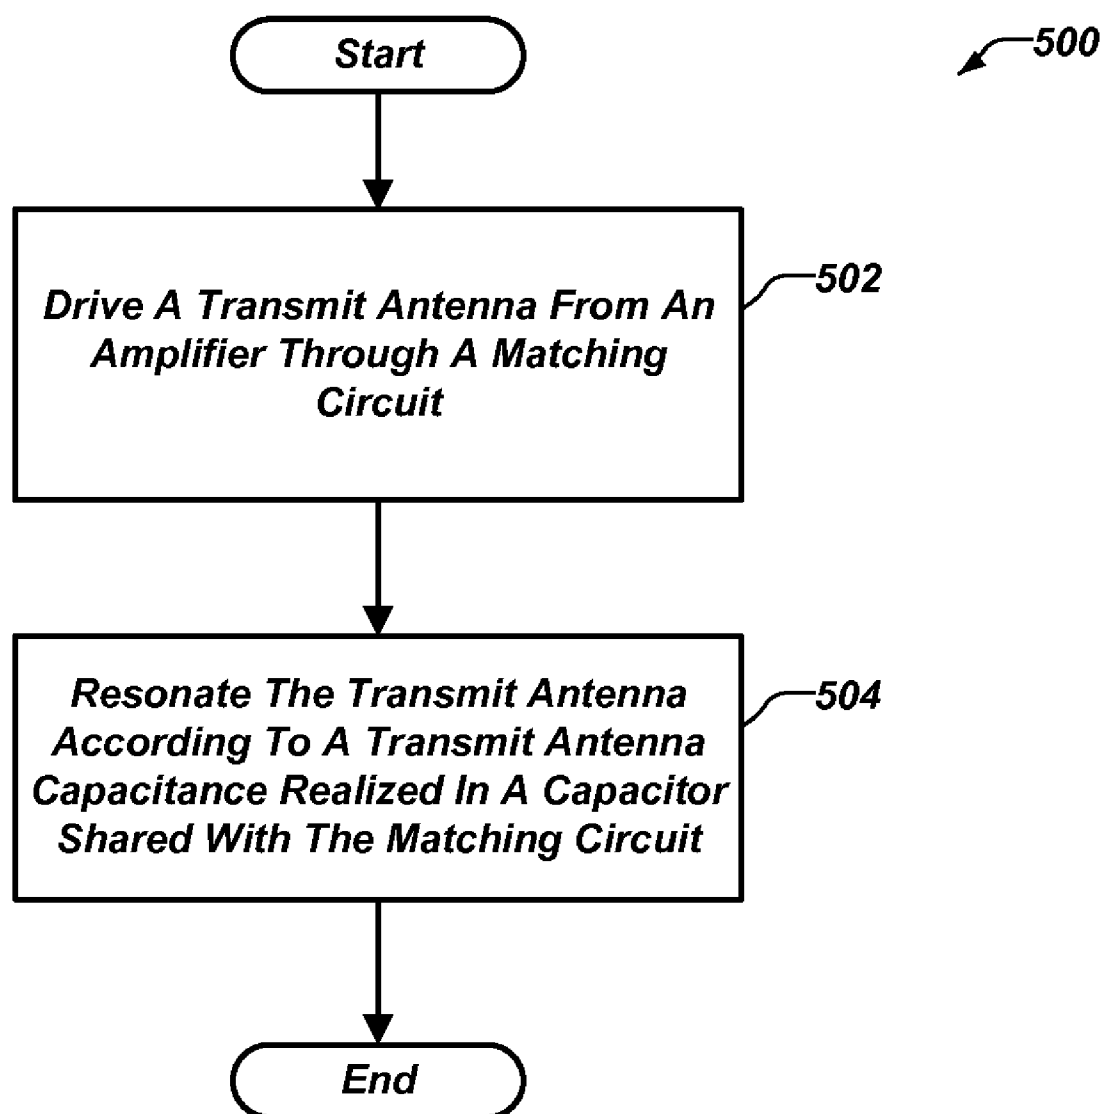 Start
500
Drive A Transmit Antenna From An
Amplifier Through A Matching
Circuit
502
Resonate The Transmit Antenna
According To A Transmit Antenna
Capacitance Realized In A Capacitor
Shared With The Matching Circuit
504
End